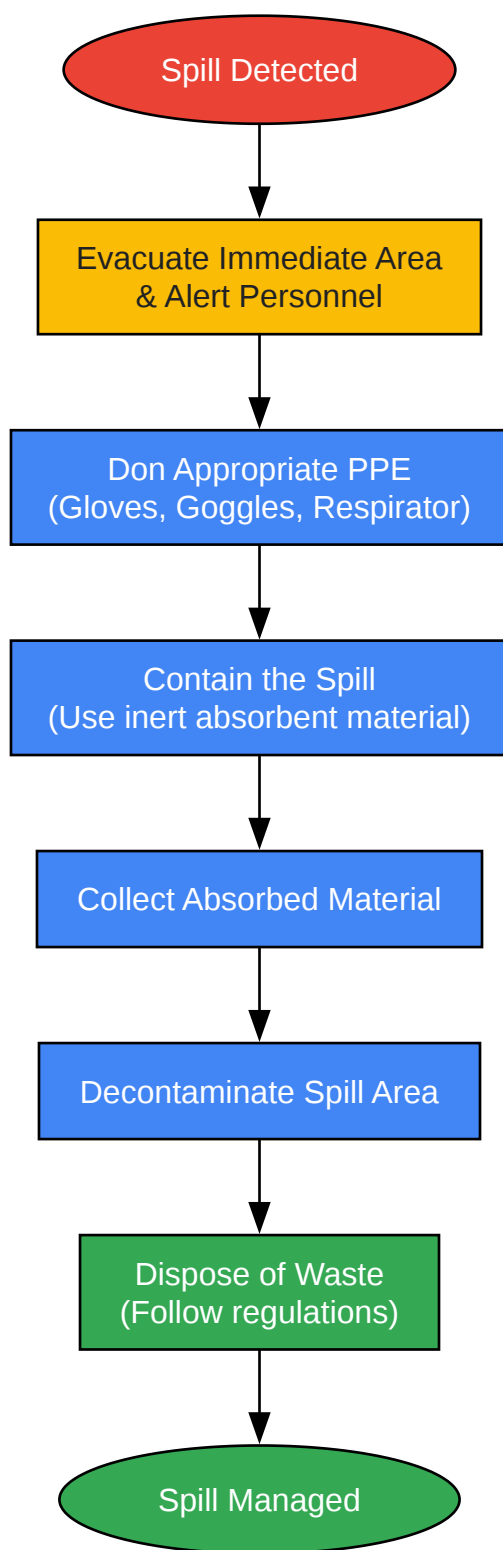 Spill Detected
Evacuate Immediate Area
& Alert Personnel
Don Appropriate PPE
(Gloves, Goggles, Respirator)
Contain the Spill
(Use inert absorbent material)
Collect Absorbed Material
Decontaminate Spill Area
Dispose of Waste
(Follow regulations)
Spill Managed